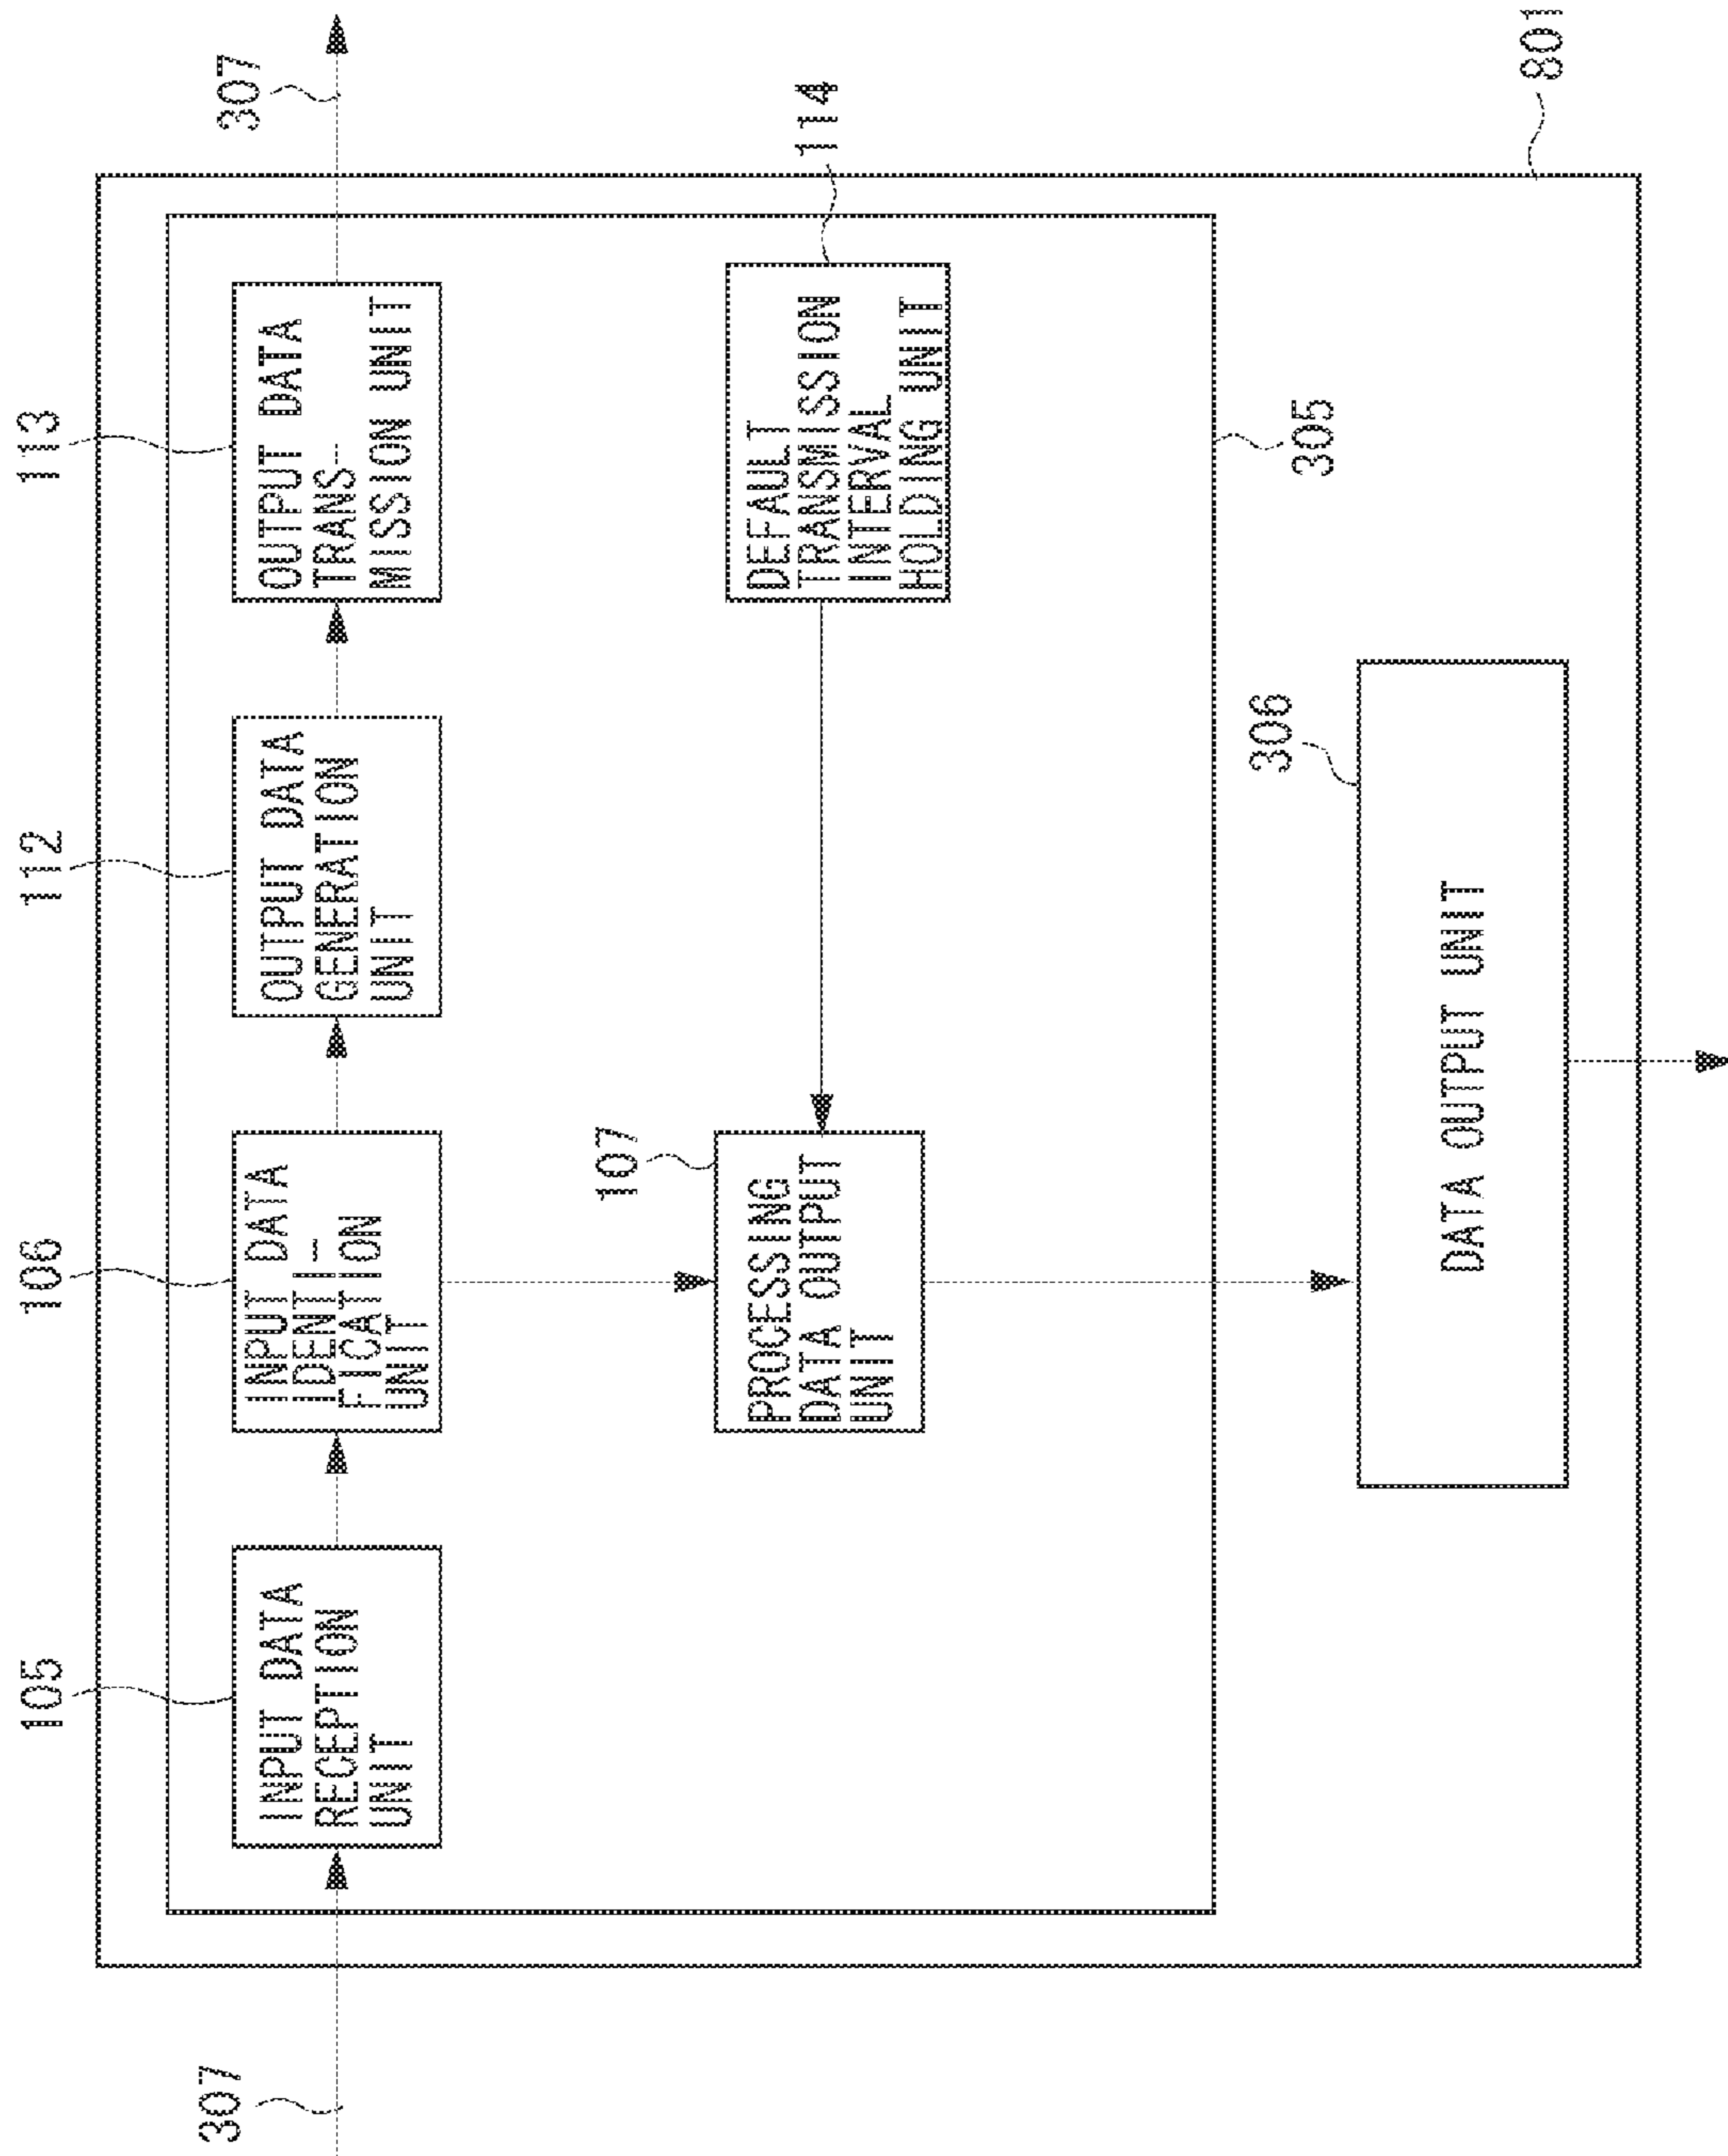 105
106
112
113
307
307
INPUT DATA
RECEPTION
UNIT
INPUT DATA
IDENTI-
FICATION
UNIT
OUTPUT DATA
GENERATION
UNIT
OUTPUT DATA
TRANS-
MISSION UNIT
107
114
PROCESSING
DATA OUTPUT
UNIT
DEFAULT
TRANSMISSION
INTERVAL
HOLDING UNIT
306
305
DATA OUTPUT UNIT
801